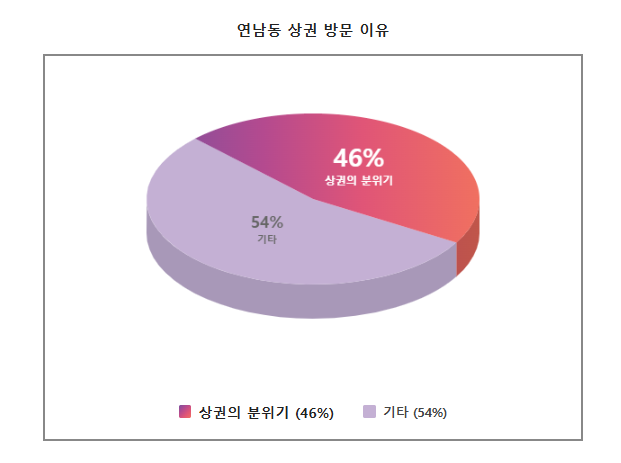 연남동 상권 방문 이유
46%
상권의 분위기
54%
기타
상권의 분위기 (46%)
기타 (54%)